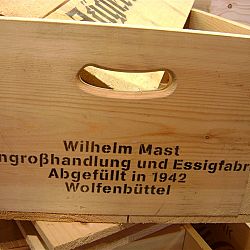 Wilhelm Mast
ngroßhandlung und Essigfabr
Abgefüllt in 1942
Wolfenbüttel